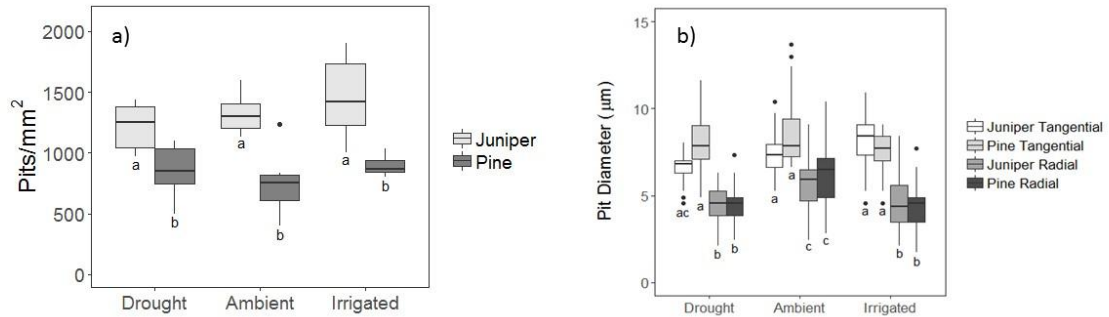 a)
Pits/mm²
2000
1500
1000
500
0
a
b
a
b
a
b
Drought Ambient Irrigated
Juniper
Pine
b)
Pit Diameter (μm)
15
10
5
0
ac
a
b
b
a
a
c
c
a
a
b
b
Drought Ambient Irrigated
Juniper Tangential
Pine Tangential
Juniper Radial
Pine Radial